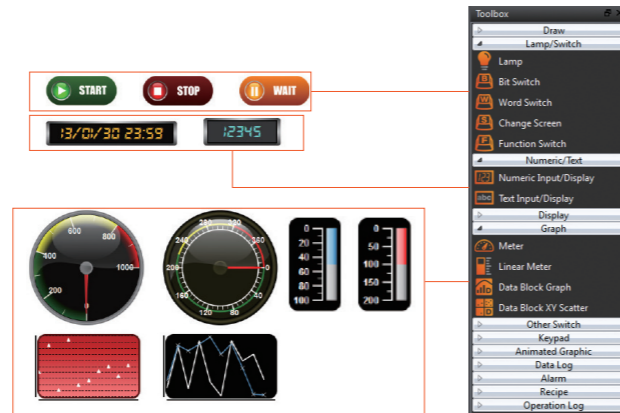 Toolbox
Draw
Lamp/Switch
Lamp
Bit Switch
Word Switch
Change Screen
Function Switch
Numeric/Text
Numeric Input/Display
Text Input/Display
Display
Graph
Meter
Linear Meter
Data Block Graph
Data Block XY Scatter
Other Switch
Keypad
Animated Graphic
Data Log
Alarm
Recipe
Operation Log
START
STOP
WAIT
13/01/30 23:59
12345
600
800
400
1000
200
0
240
200
0
160
40
120
80
0
20
40
60
80
100
0
50
100
150
200